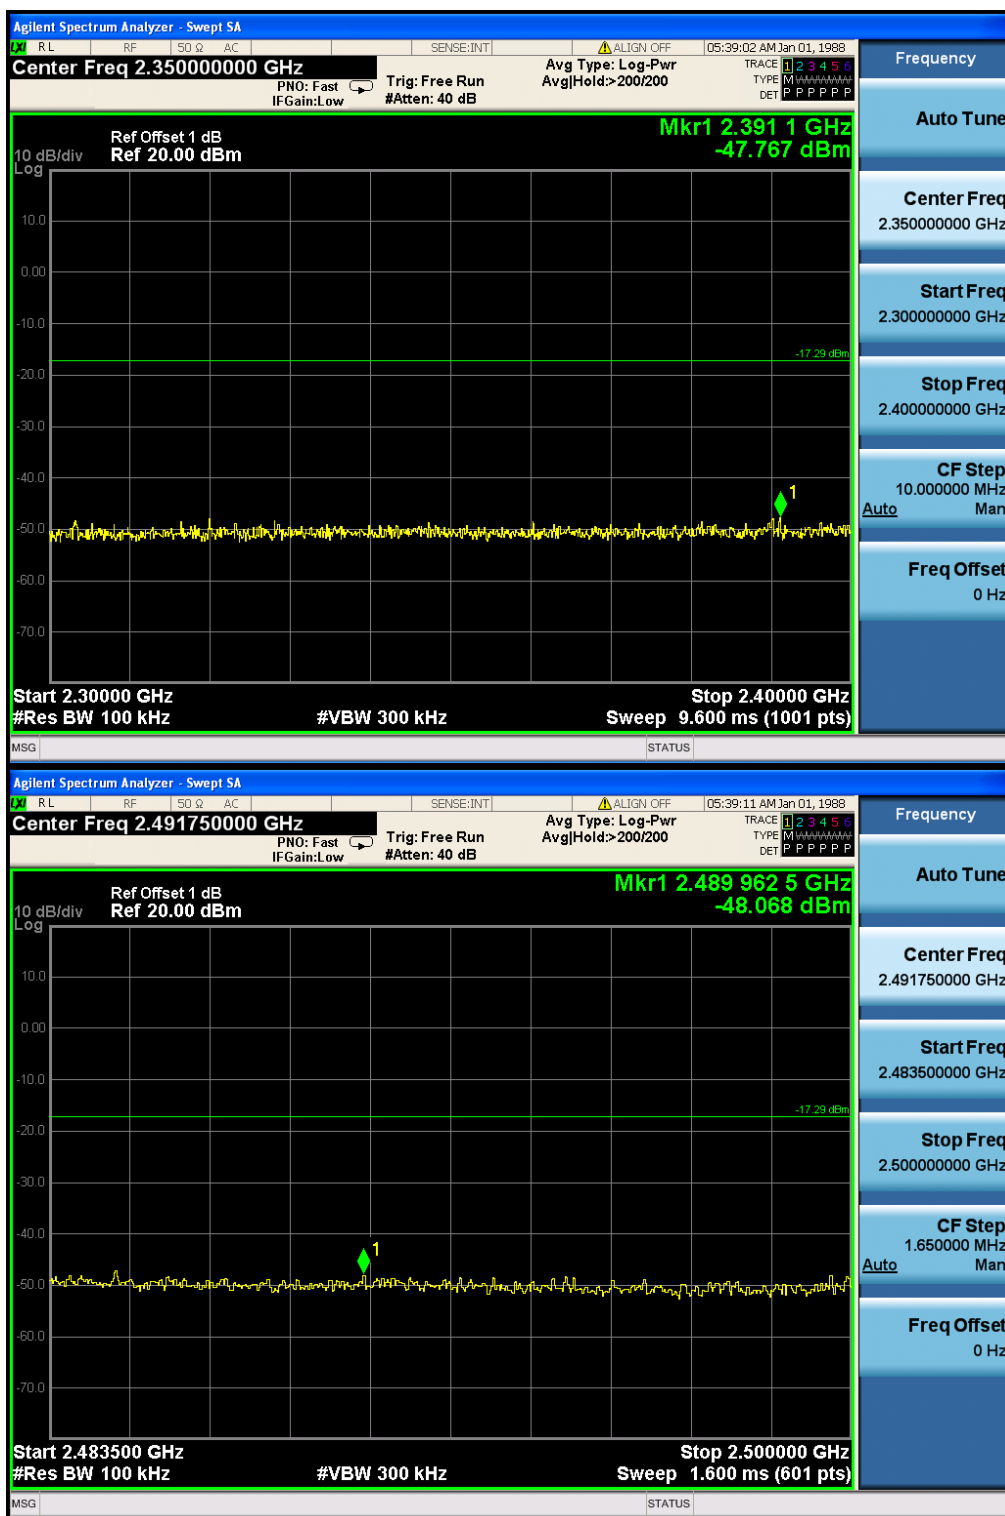 Agilent Spectrum Analyzer - Swept SA
LXI RL RF 50 Ω AC SENSE:INT ALIGN OFF 05:39:02 AM Jan 01, 1988
Center Freq 2.350000000 GHz
PNO: Fast
IFGain:Low
Trig: Free Run
#Atten: 40 dB
Avg Type: Log-Pwr
Avg|Hold:>200/200
TRACE 1 2 3 4 5 6
TYPE M WWWWW
DET P P P P P P
Frequency
Auto Tune
Center Freq
2.350000000 GHz
Start Freq
2.300000000 GHz
Stop Freq
2.400000000 GHz
CF Step
10.000000 MHz
Auto Man
Freq Offset
0 Hz
Mkr1 2.391 1 GHz
-47.767 dBm
Ref Offset 1 dB
10 dB/div Ref 20.00 dBm
Log
10.0
0.00
-10.0
-17.29 dBm
-20.0
-30.0
-40.0
1
-50.0
-60.0
-70.0
Start 2.30000 GHz Stop 2.40000 GHz
#Res BW 100 kHz #VBW 300 kHz Sweep 9.600 ms (1001 pts)
MSG STATUS
Agilent Spectrum Analyzer - Swept SA
LXI RL RF 50 Ω AC SENSE:INT ALIGN OFF 05:39:11 AM Jan 01, 1988
Center Freq 2.491750000 GHz
PNO: Fast
IFGain:Low
Trig: Free Run
#Atten: 40 dB
Avg Type: Log-Pwr
Avg|Hold:>200/200
TRACE 1 2 3 4 5 6
TYPE M WWWWW
DET P P P P P P
Frequency
Auto Tune
Center Freq
2.491750000 GHz
Start Freq
2.483500000 GHz
Stop Freq
2.500000000 GHz
CF Step
1.650000 MHz
Auto Man
Freq Offset
0 Hz
Mkr1 2.489 962 5 GHz
-48.068 dBm
Ref Offset 1 dB
10 dB/div Ref 20.00 dBm
Log
10.0
0.00
-10.0
-17.29 dBm
-20.0
-30.0
-40.0
1
-50.0
-60.0
-70.0
Start 2.483500 GHz Stop 2.500000 GHz
#Res BW 100 kHz #VBW 300 kHz Sweep 1.600 ms (601 pts)
MSG STATUS